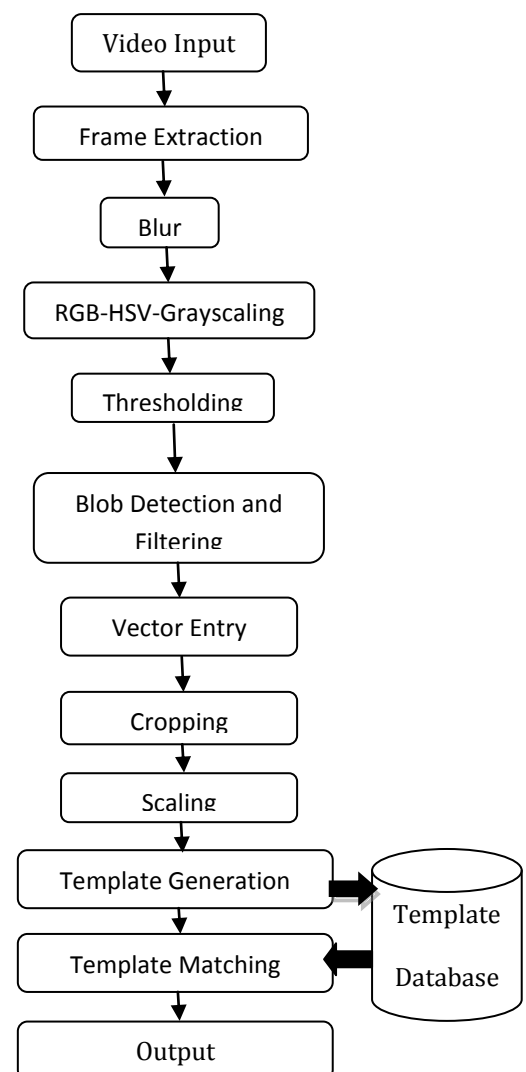 Video Input
Frame Extraction
Blur
RGB-HSV-Grayscaling
Thresholding
Blob Detection and
Filtering
Vector Entry
Cropping
Scaling
Template Generation
Template
Database
Template Matching
Output